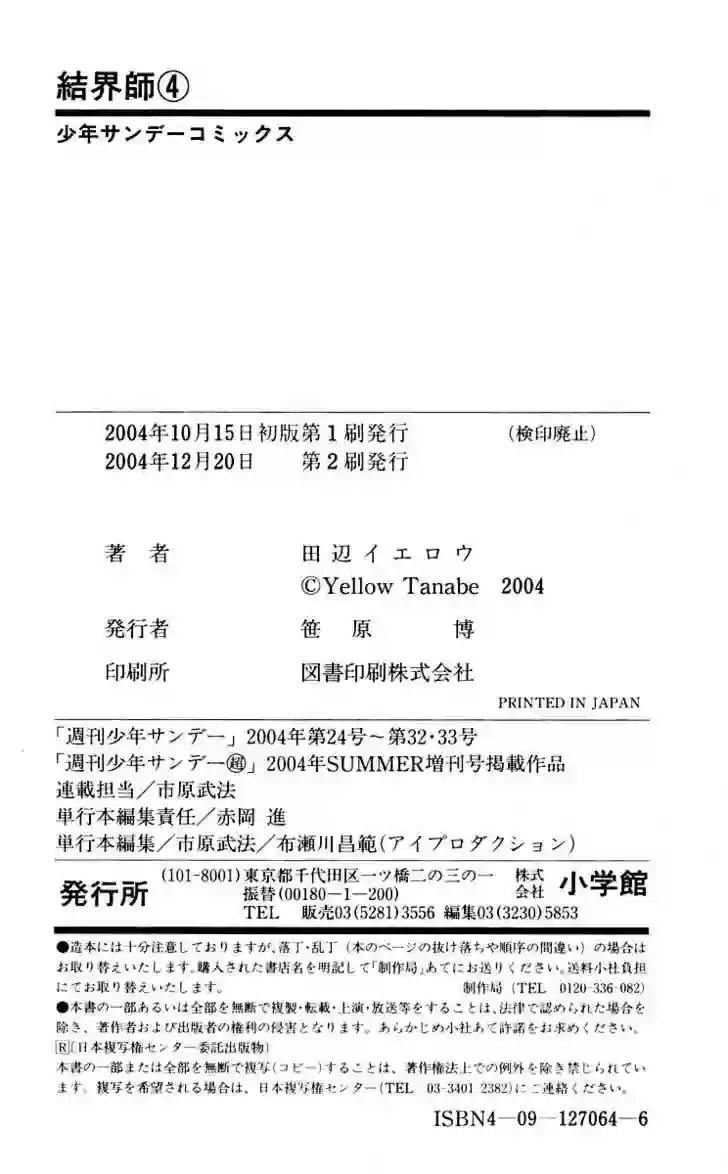 結界師④
少年サンデーコミックス
2004年10月15日初版第1刷発行 (検印廃止)
2004年12月20日 第2刷発行
著者 田辺イエロウ
©Yellow Tanabe 2004
発行者 笹原 博
印刷所 図書印刷株式会社
PRINTED IN JAPAN
「週刊少年サンデー」2004年第24号~第32・33号
「週刊少年サンデー超」2004年SUMMER増刊号掲載作品
連載担当/市原武法
単行本編集責任/赤岡 進
単行本編集/市原武法/布瀬川昌範(アイプロダクション)
発行所 (101-8001)東京都千代田区一ツ橋二の三の一 株式会社 小学館
振替(00180-1-200)
TEL 販売03(5281)3556 編集03(3230)5853
●造本には十分注意しておりますが、落丁・乱丁(本のページの抜け落ちや順序の間違い)の場合は
お取り替えいたします。購入された書店名を明記して「制作局」あてにお送りください。送料小社負担
にてお取り替えいたします。 制作局(TEL 0120-336-082)
●本書の一部あるいは全部を無断で複製・転載・上演・放送等をすることは、法律で認められた場合を
除き、著作者および出版者の権利の侵害となります。あらかじめ小社あて許諾をお求めください。
R〔日本複写権センター委託出版物〕
本書の一部または全部を無断で複写(コピー)することは、著作権法上での例外を除き禁じられてい
ます。複写を希望される場合は、日本複写権センター(TEL 03-3401-2382)にご連絡ください。
ISBN4-09-127064-6